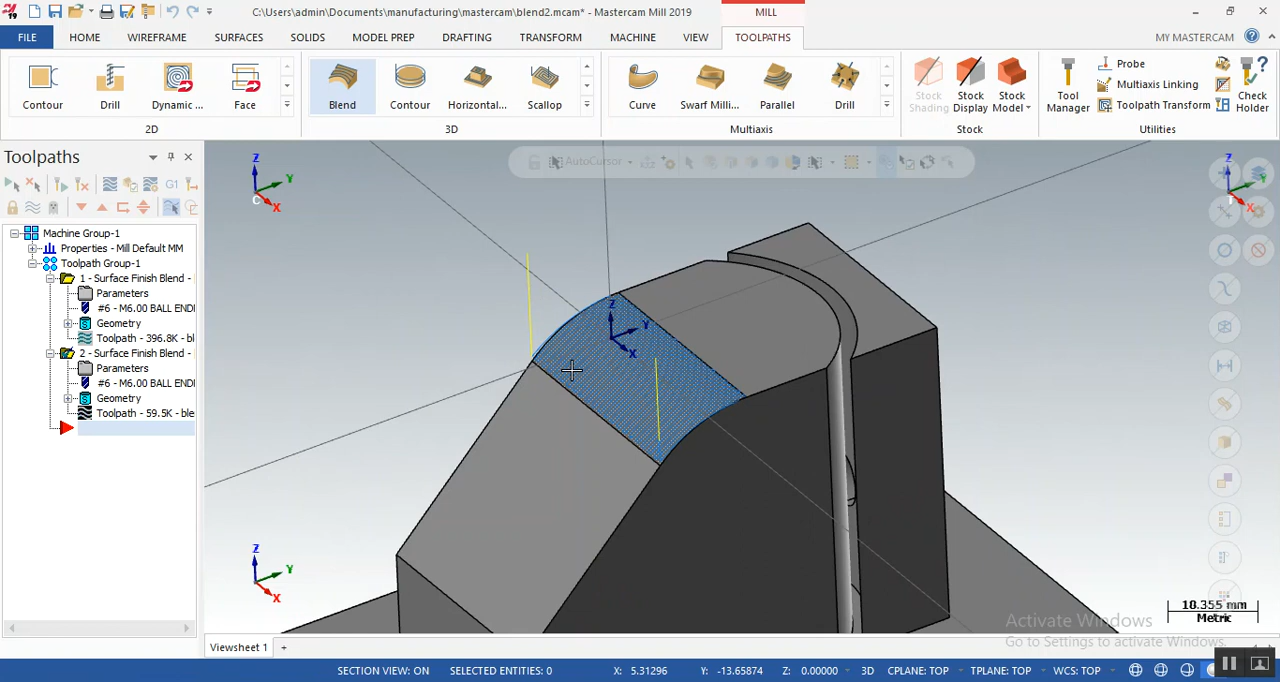 19
C:\Users\admin\Documents\manufacturing\mastercam\blend2.mcam* - Mastercam Mill 2019
MILL
FILE HOME WIREFRAME SURFACES SOLIDS MODEL PREP DRAFTING TRANSFORM MACHINE VIEW TOOLPATHS MY MASTERCAM
Contour Drill Dynamic ... Face
2D
Blend Contour Horizontal... Scallop
3D
Curve Swarf Milli... Parallel Drill
Multiaxis
Stock Shading
Stock Display
Stock Model
Stock
Tool Manager
Probe
Multiaxis Linking
Toolpath Transform
Check Holder
Utilities
Toolpaths
G1
Machine Group-1
Properties - Mill Default MM
Toolpath Group-1
1 - Surface Finish Blend -
Parameters
#6 - M6.00 BALL END
Geometry
Toolpath - 396.8K - bl
2 - Surface Finish Blend -
Parameters
#6 - M6.00 BALL END
Geometry
Toolpath - 59.5K - ble
AutoCursor
Z
Y
X
C
Z
Y
X
T
Z
Y
X
Z
Y
X
18.355 mm
Metric
Activate Windows
Go to Settings to activate Windows.
Viewsheet 1 +
SECTION VIEW: ON SELECTED ENTITIES: 0 X: 5.31296 Y: -13.65874 Z: 0.00000 3D CPLANE: TOP TPLANE: TOP WCS: TOP